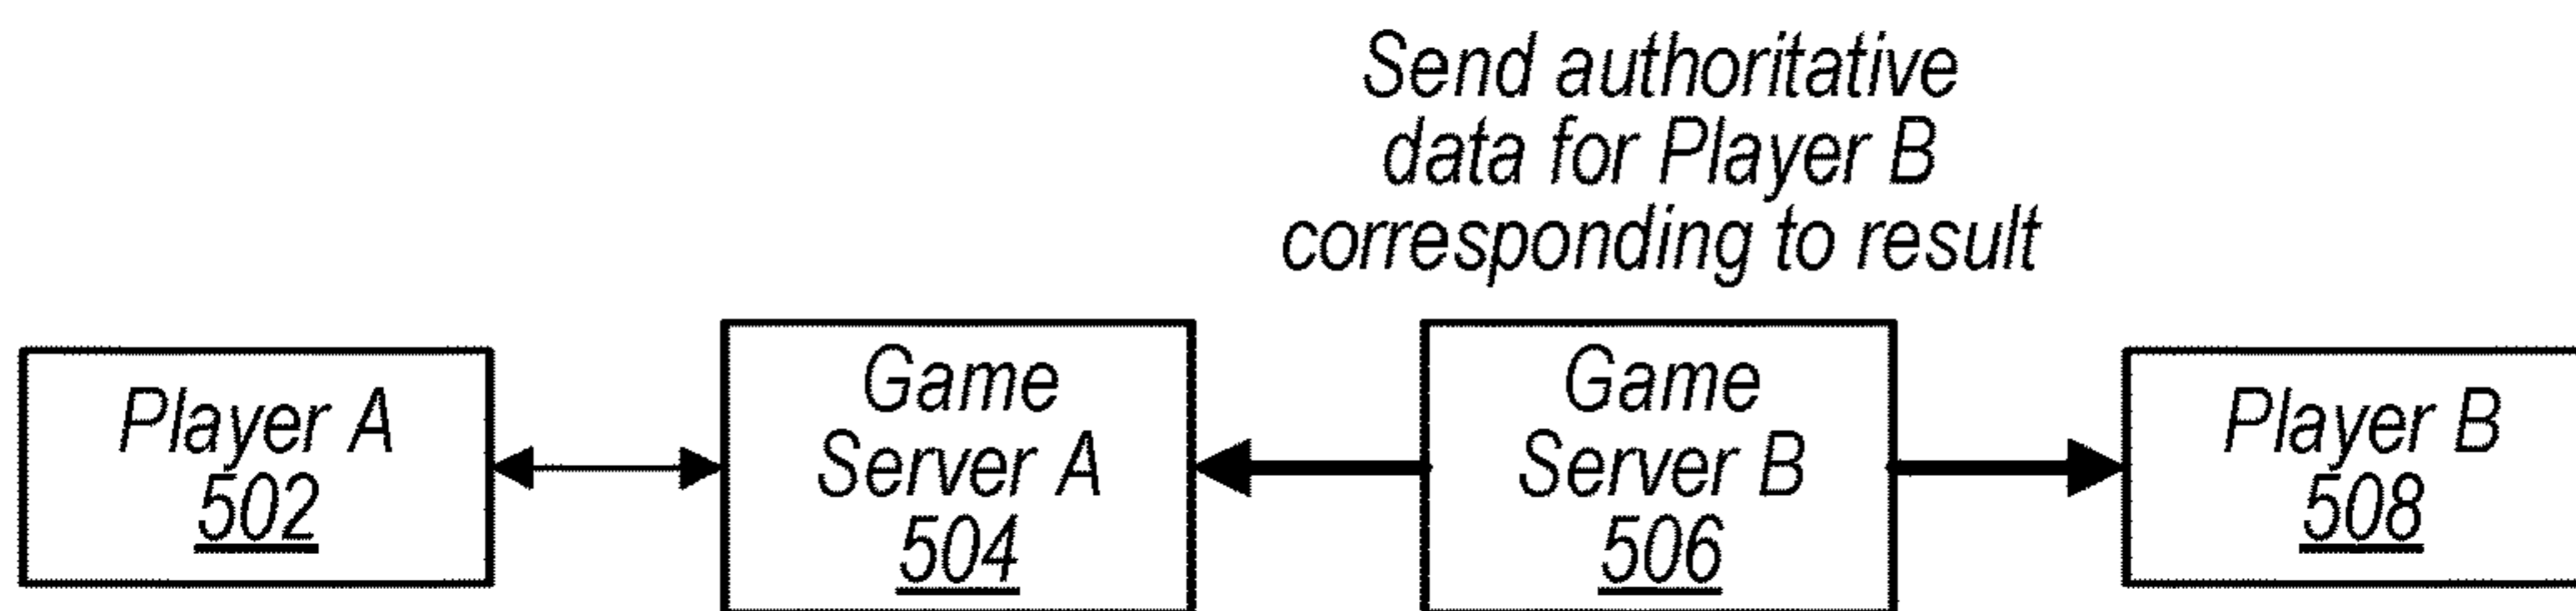 Send authoritative
data for Player B
corresponding to result
Player A
502
Game
Server A
504
Game
Server B
506
Player B
508